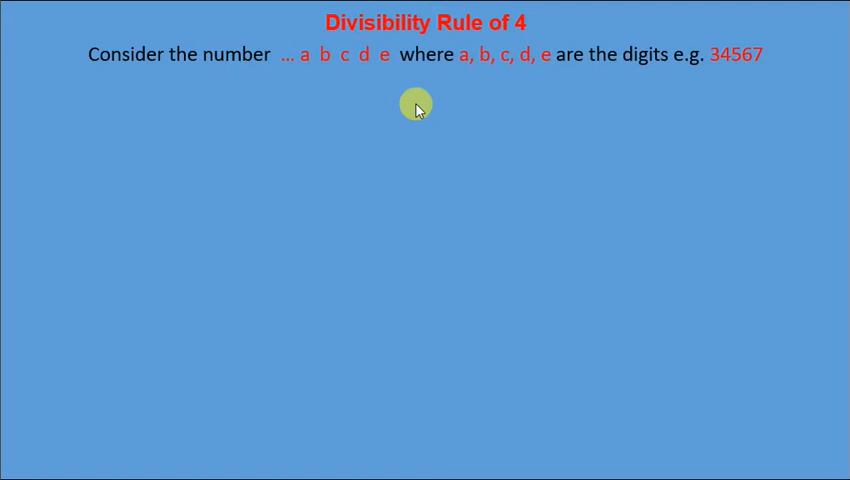 Divisibility Rule of 4
Consider the number ... a b c d e where a, b, c, d, e are the digits e.g. 34567